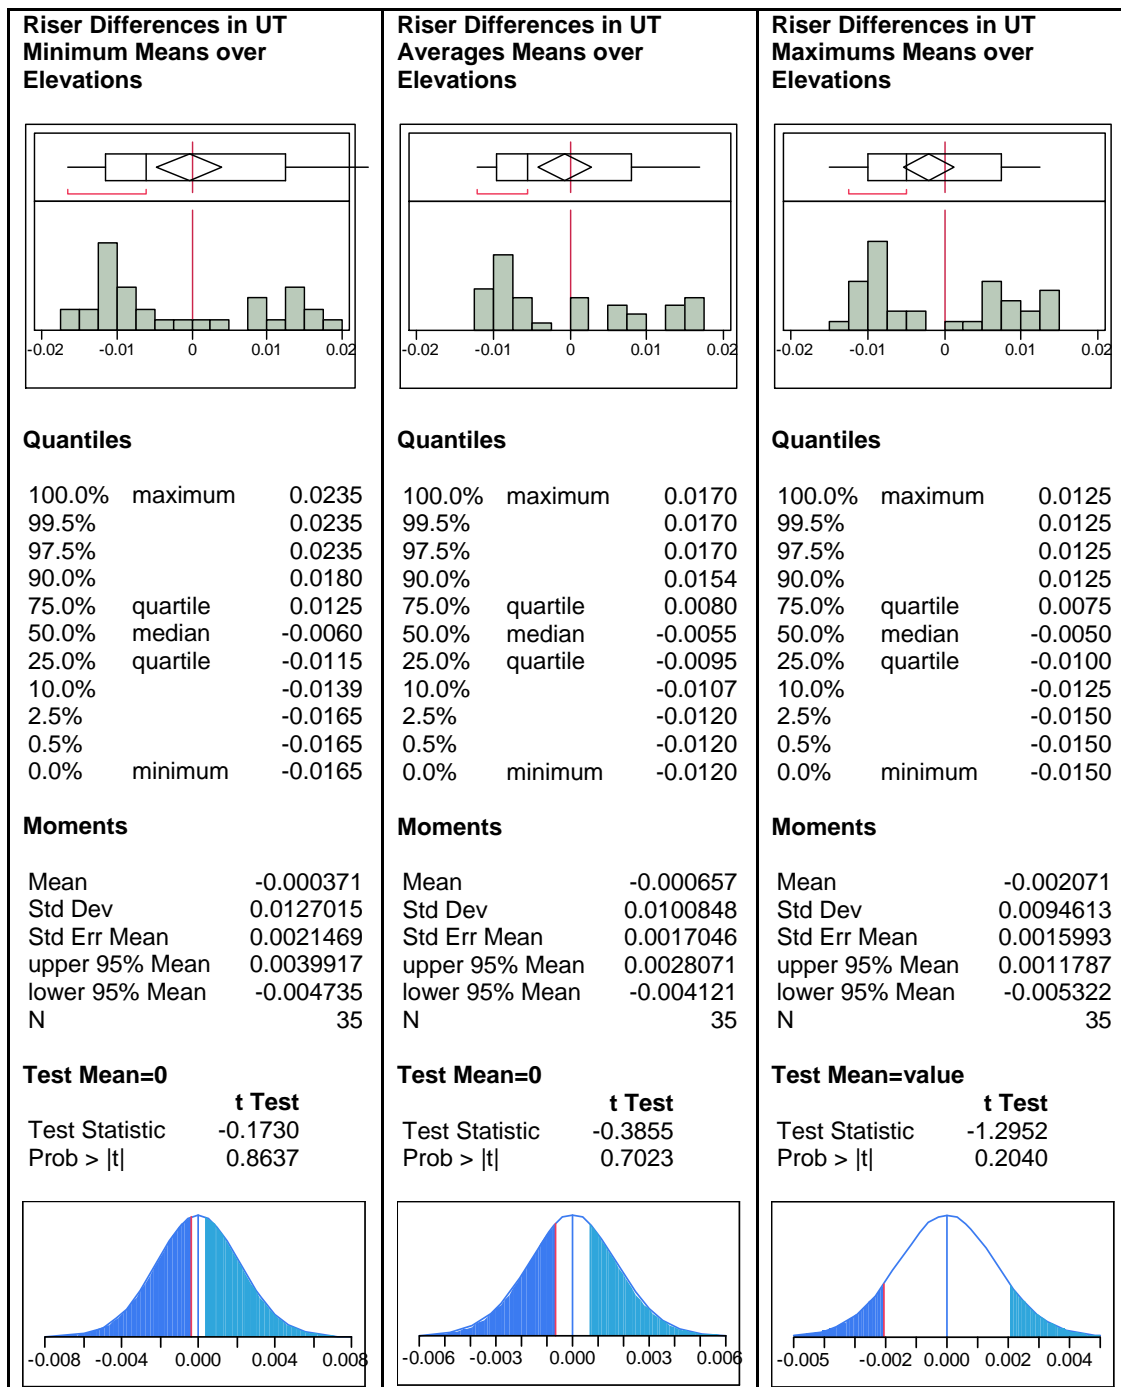 Riser Differences in UT
Minimum Means over
Elevations
-0.02 -0.01 0 0.01 0.02
Quantiles
100.0% maximum 0.0235
99.5% 0.0235
97.5% 0.0235
90.0% 0.0180
75.0% quartile 0.0125
50.0% median -0.0060
25.0% quartile -0.0115
10.0% -0.0139
2.5% -0.0165
0.5% -0.0165
0.0% minimum -0.0165
Moments
Mean -0.000371
Std Dev 0.0127015
Std Err Mean 0.0021469
upper 95% Mean 0.0039917
lower 95% Mean -0.004735
N 35
Test Mean=0
t Test
Test Statistic -0.1730
Prob > |t| 0.8637
-0.008 -0.004 0.000 0.004 0.008
Riser Differences in UT
Averages Means over
Elevations
-0.02 -0.01 0 0.01 0.02
Quantiles
100.0% maximum 0.0170
99.5% 0.0170
97.5% 0.0170
90.0% 0.0154
75.0% quartile 0.0080
50.0% median -0.0055
25.0% quartile -0.0095
10.0% -0.0107
2.5% -0.0120
0.5% -0.0120
0.0% minimum -0.0120
Moments
Mean -0.000657
Std Dev 0.0100848
Std Err Mean 0.0017046
upper 95% Mean 0.0028071
lower 95% Mean -0.004121
N 35
Test Mean=0
t Test
Test Statistic -0.3855
Prob > |t| 0.7023
-0.006 -0.003 0.000 0.003 0.006
Riser Differences in UT
Maximums Means over
Elevations
-0.02 -0.01 0 0.01 0.02
Quantiles
100.0% maximum 0.0125
99.5% 0.0125
97.5% 0.0125
90.0% 0.0125
75.0% quartile 0.0075
50.0% median -0.0050
25.0% quartile -0.0100
10.0% -0.0125
2.5% -0.0150
0.5% -0.0150
0.0% minimum -0.0150
Moments
Mean -0.002071
Std Dev 0.0094613
Std Err Mean 0.0015993
upper 95% Mean 0.0011787
lower 95% Mean -0.005322
N 35
Test Mean=value
t Test
Test Statistic -1.2952
Prob > |t| 0.2040
-0.005 -0.002 0.000 0.002 0.004